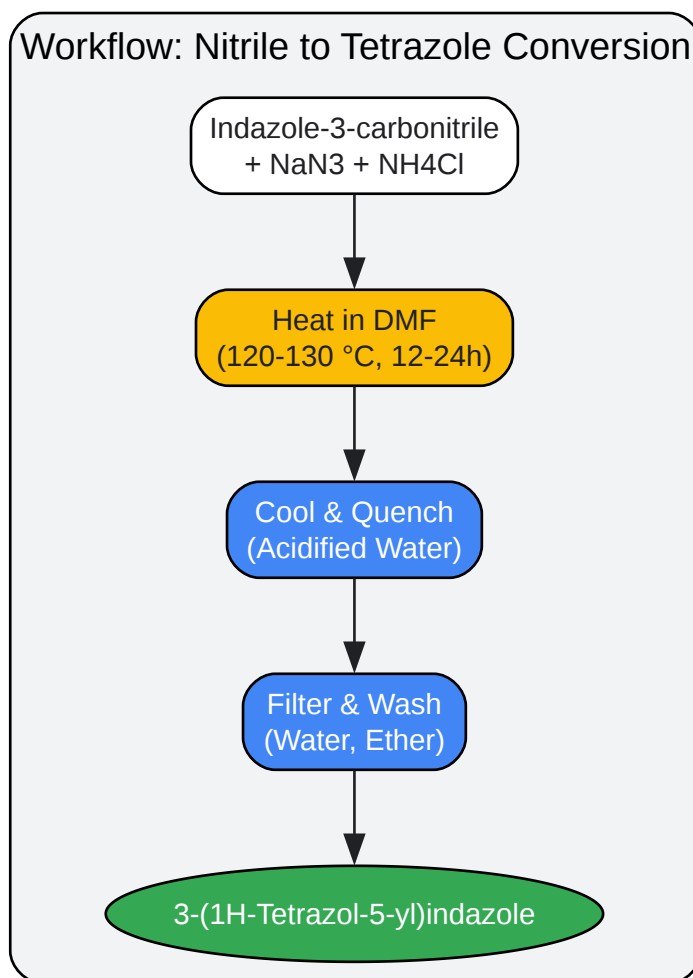 Workflow: Nitrile to Tetrazole Conversion
Indazole-3-carbonitrile
+ NaN3 + NH4Cl
Heat in DMF
(120-130 °C, 12-24h)
Cool & Quench
(Acidified Water)
Filter & Wash
(Water, Ether)
3-(1H-Tetrazol-5-yl)indazole